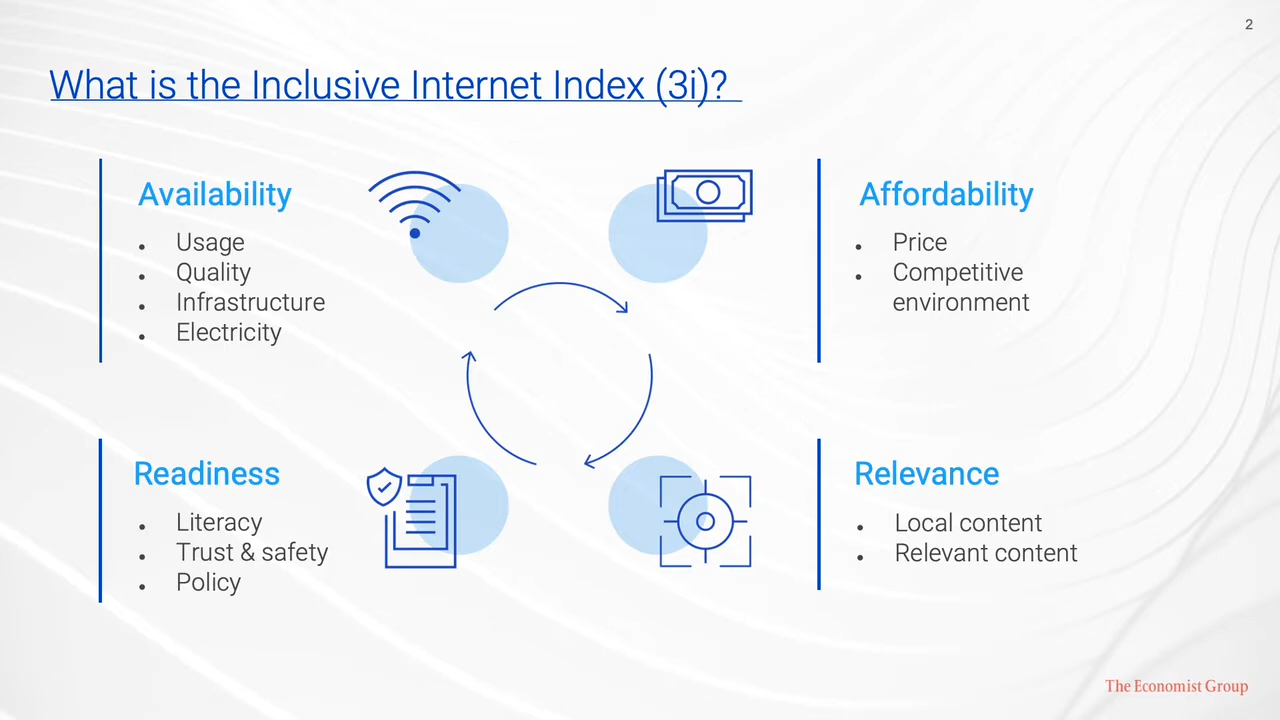 2
What is the Inclusive Internet Index (3i)?
Availability
• Usage
• Quality
• Infrastructure
• Electricity
Affordability
• Price
• Competitive
environment
Readiness
• Literacy
• Trust & safety
• Policy
Relevance
• Local content
• Relevant content
The Economist Group